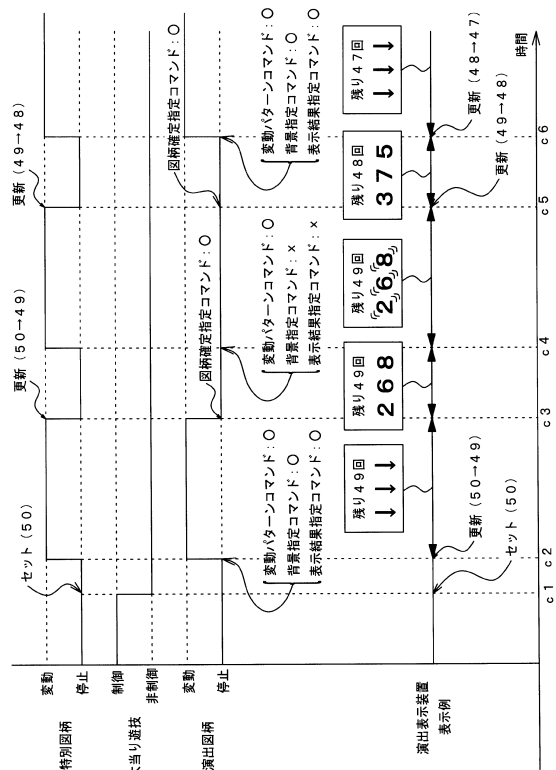 セット（５０）
更新（５０→４９）
更新（４９→４８）
特別図柄
変動
停止
大当り遊技
制御
非制御
演出図柄
変動
停止
図柄確定指定コマンド：○
図柄確定指定コマンド：○
変動パターンコマンド：○
背景指定コマンド：○
表示結果指定コマンド：○
変動パターンコマンド：○
背景指定コマンド：×
表示結果指定コマンド：×
変動パターンコマンド：○
背景指定コマンド：○
表示結果指定コマンド：○
残り４９回
↓ ↓ ↓
残り４９回
２６８
残り４９回
２６８
残り４８回
３７５
残り４７回
↓ ↓ ↓
演出表示装置
表示例
セット（５０）
更新（５０→４９）
更新（４９→４８）
更新（４８→４７）
ｃ１ ｃ２ ｃ３ ｃ４ ｃ５ ｃ６
時間